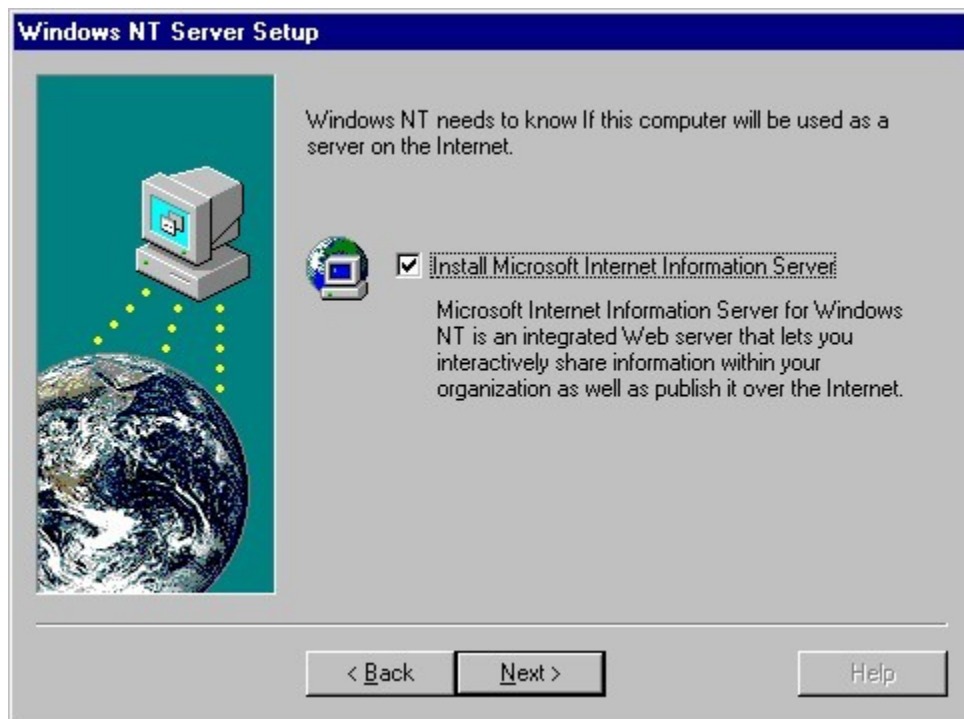 Windows NT Server Setup
Windows NT needs to know If this computer will be used as a
server on the Internet.
Install Microsoft Internet Information Server
Microsoft Internet Information Server for Windows
NT is an integrated Web server that lets you
interactively share information within your
organization as well as publish it over the Internet.
< Back
Next >
Help